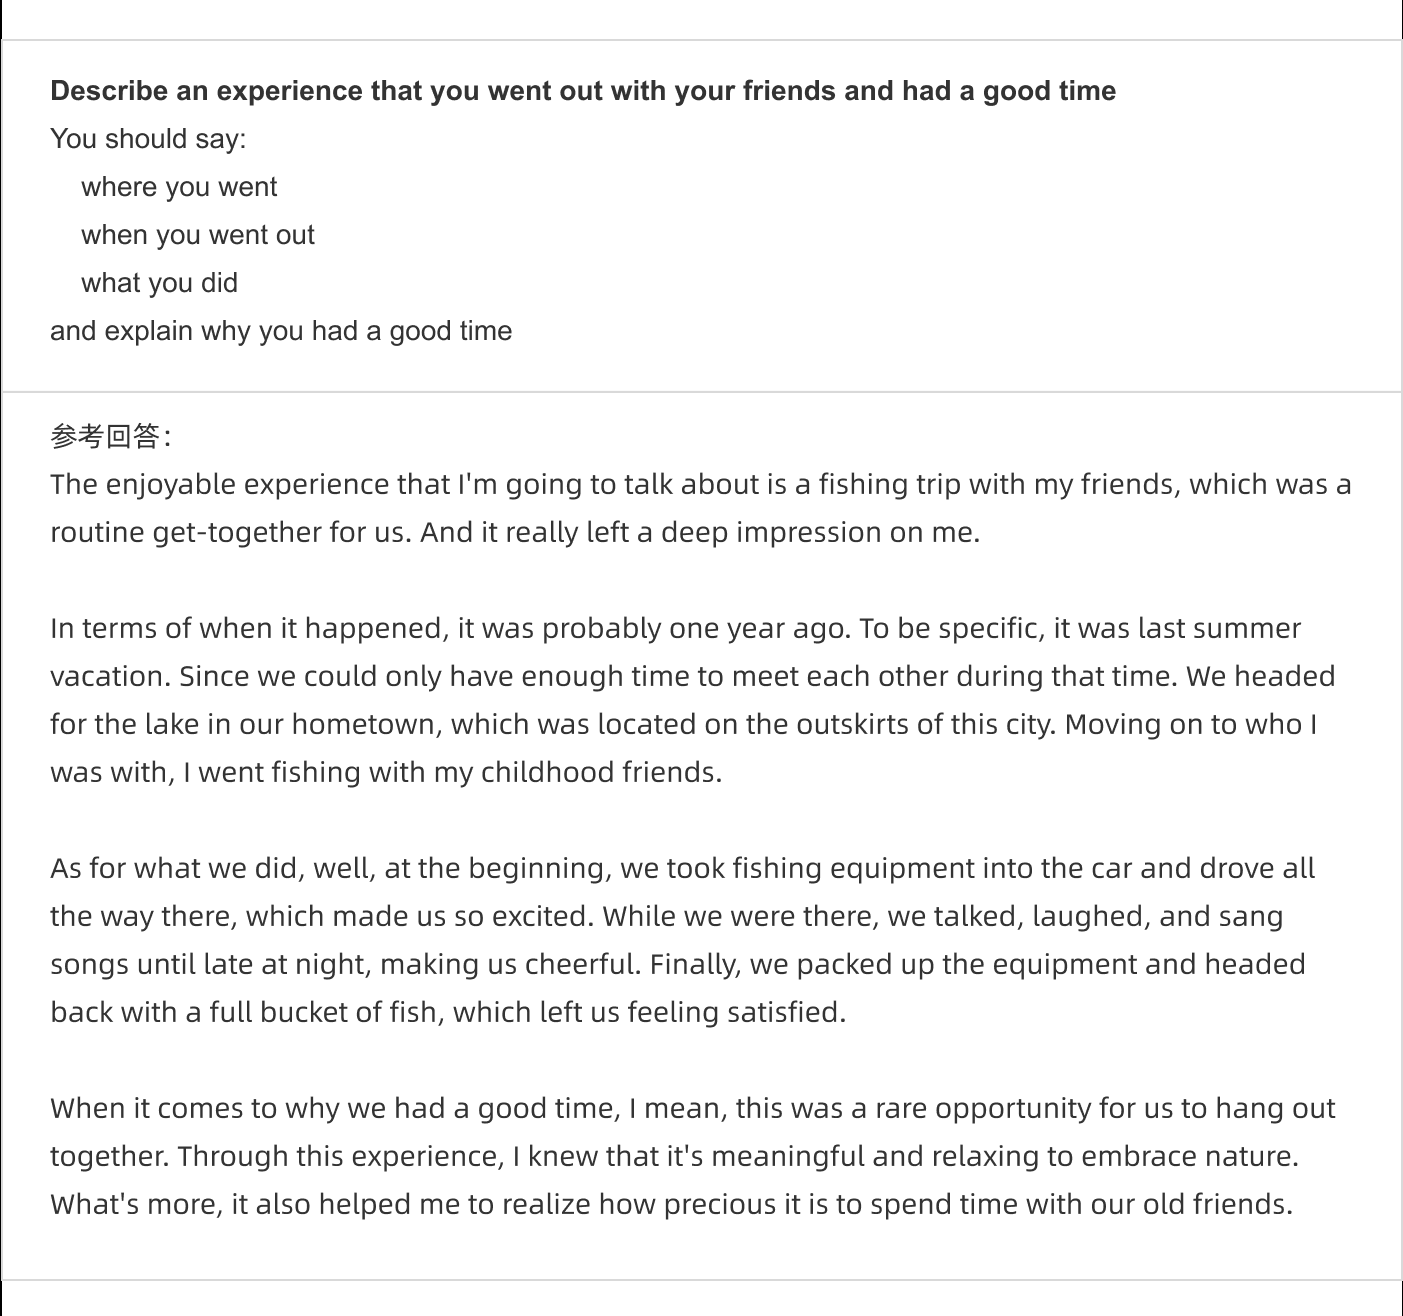 Describe an experience that you went out with your friends and had a good time
You should say:
where you went
when you went out
what you did
and explain why you had a good time
参考回答：
The enjoyable experience that I'm going to talk about is a fishing trip with my friends, which was a
routine get-together for us. And it really left a deep impression on me.
In terms of when it happened, it was probably one year ago. To be specific, it was last summer
vacation. Since we could only have enough time to meet each other during that time. We headed
for the lake in our hometown, which was located on the outskirts of this city. Moving on to who I
was with, I went fishing with my childhood friends.
As for what we did, well, at the beginning, we took fishing equipment into the car and drove all
the way there, which made us so excited. While we were there, we talked, laughed, and sang
songs until late at night, making us cheerful. Finally, we packed up the equipment and headed
back with a full bucket of fish, which left us feeling satisfied.
When it comes to why we had a good time, I mean, this was a rare opportunity for us to hang out
together. Through this experience, I knew that it's meaningful and relaxing to embrace nature.
What's more, it also helped me to realize how precious it is to spend time with our old friends.